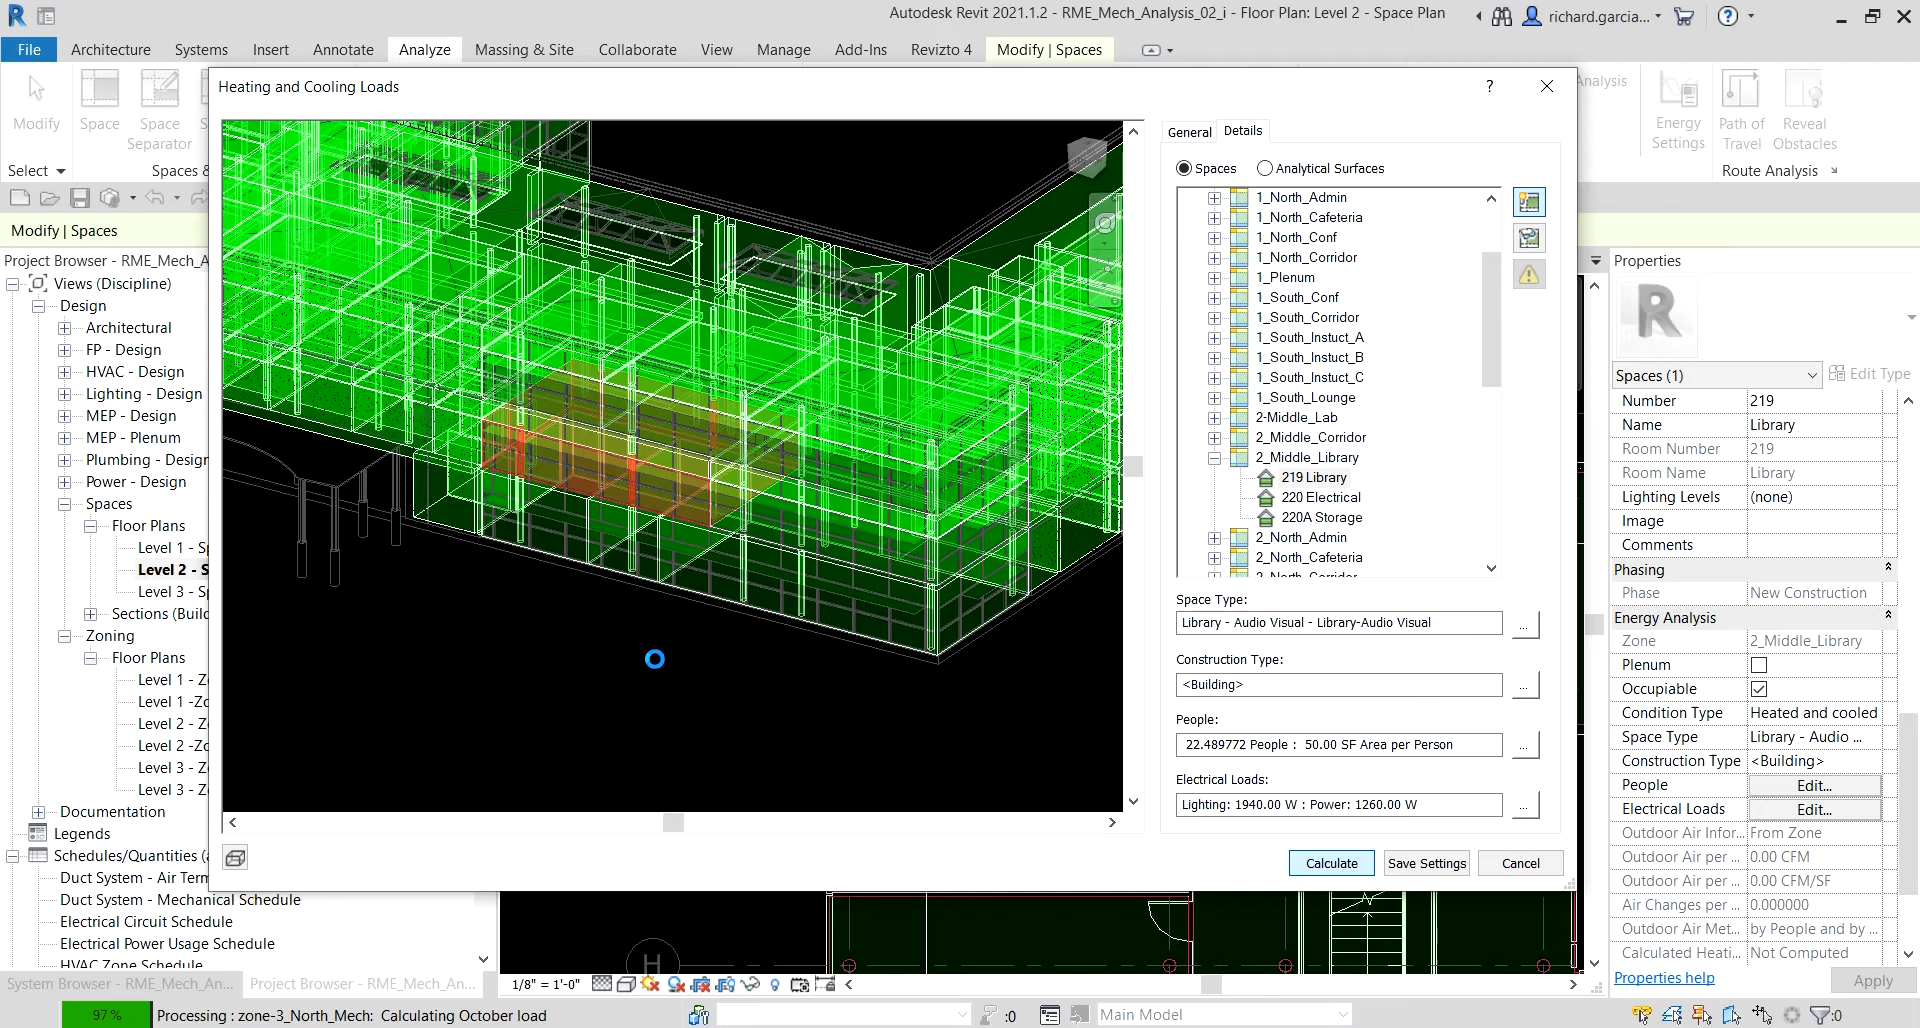 Autodesk Revit 2021.1.2 - RME_Mech_Analysis_02_i - Floor Plan: Level 2 - Space Plan
richard.garcia...
File Architecture Systems Insert Annotate Analyze Massing & Site Collaborate View Manage Add-Ins Revizto 4 Modify | Spaces
Modify
Space
Space
Separator
Select
Spaces &
Analysis
Energy
Settings
Path of
Travel
Reveal
Obstacles
Route Analysis
Modify | Spaces
Project Browser - RME_Mech_A
Views (Discipline)
Design
Architectural
FP - Design
HVAC - Design
Lighting - Design
MEP - Design
MEP - Plenum
Plumbing - Design
Power - Design
Spaces
Floor Plans
Level 1 - S
Level 2 - S
Level 3 - S
Sections (Build
Zoning
Floor Plans
Level 1 - Z
Level 1 -Zo
Level 2 - Z
Level 2 -Zo
Level 3 - Z
Level 3 - Z
Documentation
Legends
Schedules/Quantities (a
Duct System - Air Term
Duct System - Mechanical Schedule
Electrical Circuit Schedule
Electrical Power Usage Schedule
HVAC Zone Schedule
System Browser - RME_Mech_An...
Project Browser - RME_Mech_An...
Heating and Cooling Loads
?
General
Details
Spaces
Analytical Surfaces
1_North_Admin
1_North_Cafeteria
1_North_Conf
1_North_Corridor
1_Plenum
1_South_Conf
1_South_Corridor
1_South_Instuct_A
1_South_Instuct_B
1_South_Instuct_C
1_South_Lounge
2-Middle_Lab
2_Middle_Corridor
2_Middle_Library
219 Library
220 Electrical
220A Storage
2_North_Admin
2_North_Cafeteria
2_North_Corridor
Space Type:
Library - Audio Visual - Library-Audio Visual
...
Construction Type:
<Building>
...
People:
22.489772 People : 50.00 SF Area per Person
...
Electrical Loads:
Lighting: 1940.00 W : Power: 1260.00 W
...
Calculate
Save Settings
Cancel
H
1/8" = 1'-0"
Properties
R
Spaces (1)
Edit Type
Number 219
Name Library
Room Number 219
Room Name Library
Lighting Levels (none)
Image
Comments
Phasing
Phase New Construction
Energy Analysis
Zone 2_Middle_Library
Plenum
Occupiable
Condition Type Heated and cooled
Space Type Library - Audio ...
Construction Type <Building>
People Edit...
Electrical Loads Edit...
Outdoor Air Infor... From Zone
Outdoor Air per ... 0.00 CFM
Outdoor Air per ... 0.00 CFM/SF
Air Changes per ... 0.000000
Outdoor Air Met... by People and by ...
Calculated Heati... Not Computed
Properties help
Apply
97 %
Processing : zone-3_North_Mech: Calculating October load
:0
Main Model
:0